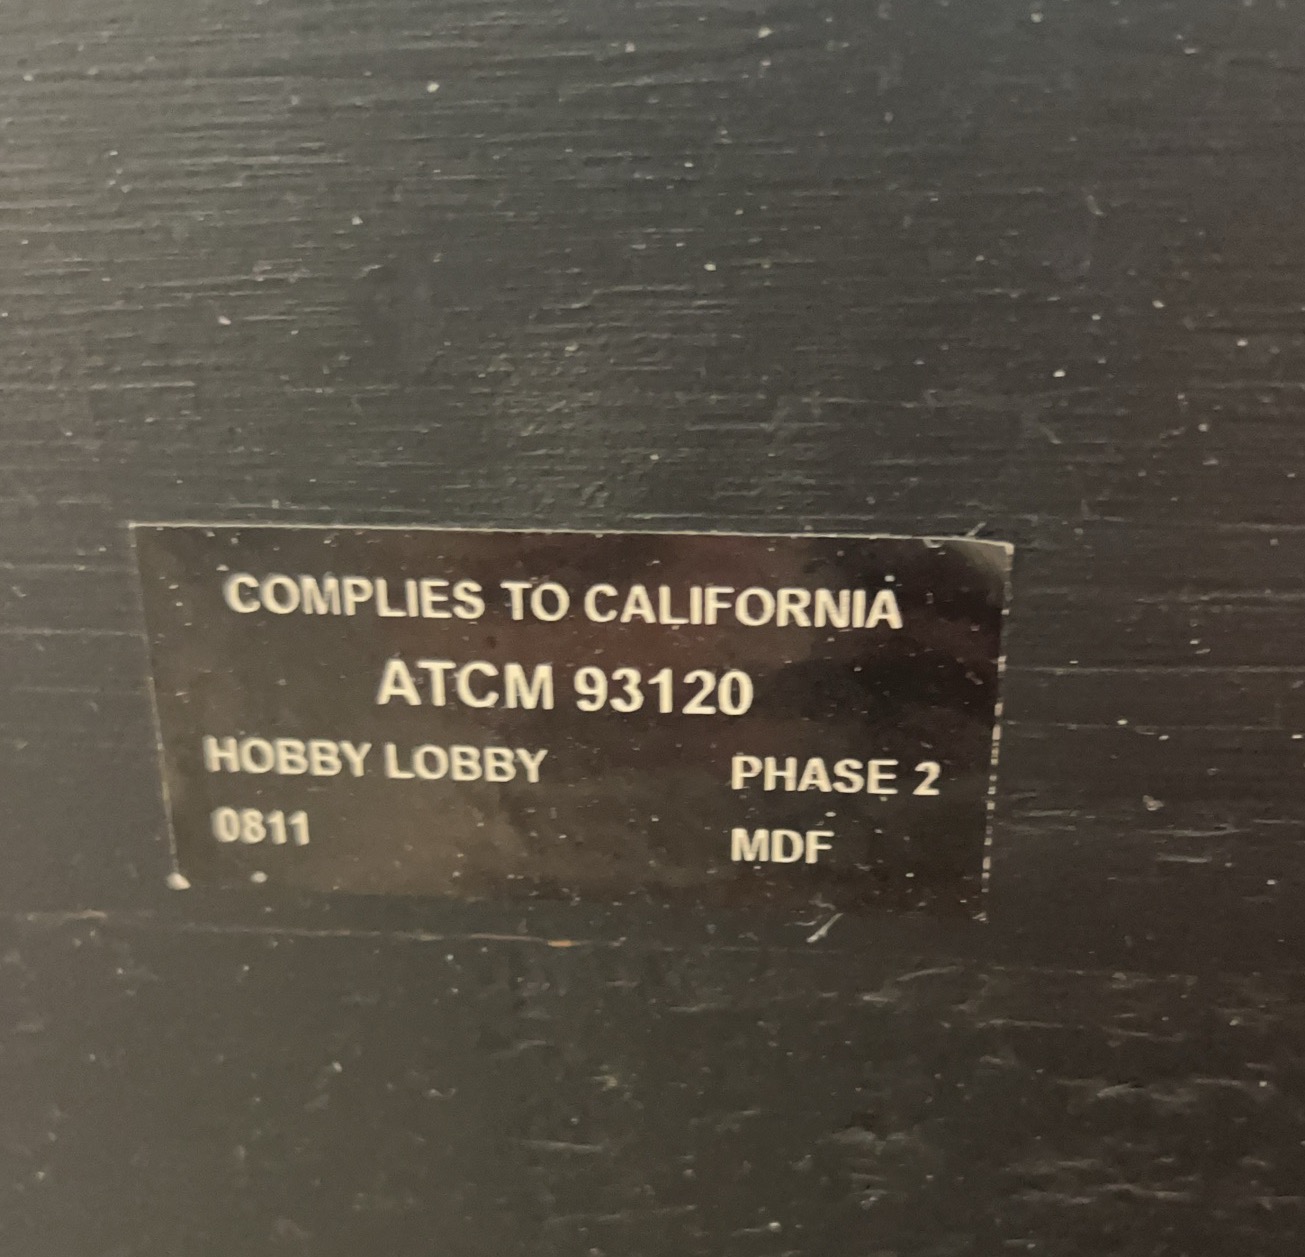 COMPLIES TO CALIFORNIA
ATCM 93120
HOBBY LOBBY PHASE 2
0811 MDF